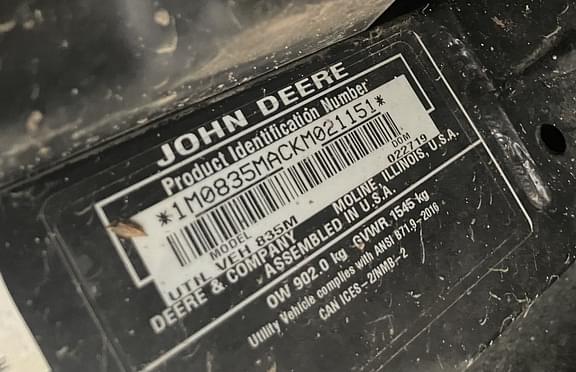 JOHN DEERE
Product Identification Number
*1M0835MACKM021151*
MODEL DOM
UTIL VEH 835M 022719
DEERE & COMPANY MOLINE, ILLINOIS, U.S.A.
ASSEMBLED IN U.S.A.
OW 902.0 kg GVWR 1545 kg
Utility Vehicle complies with ANSI B71.9-2016
CAN ICES-2/NMB-2